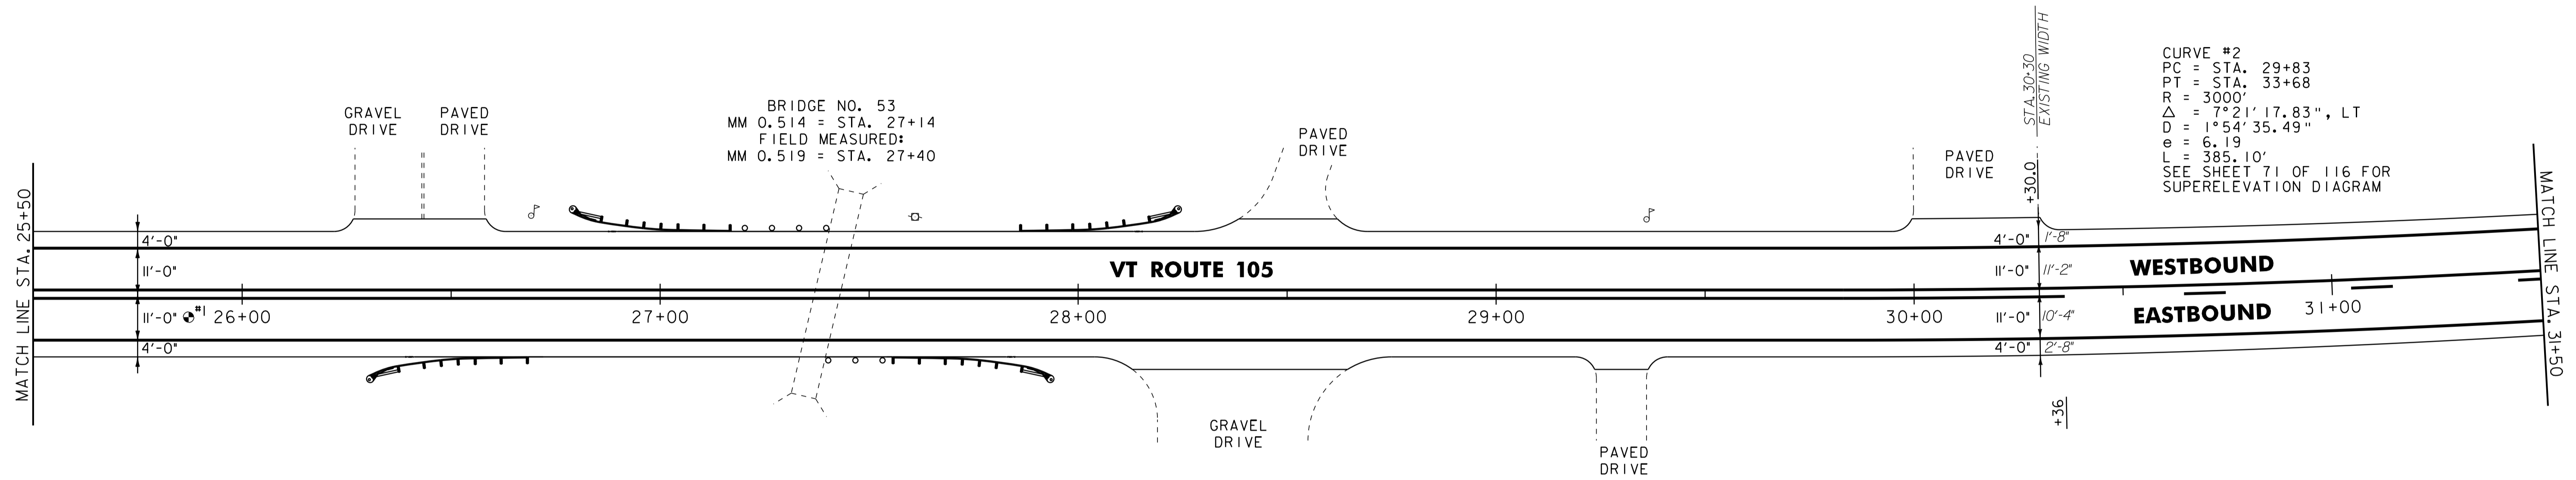 MATCH LINE STA. 25+50
GRAVEL
DRIVE
PAVED
DRIVE
BRIDGE NO. 53
MM 0.514 = STA. 27+14
FIELD MEASURED:
MM 0.519 = STA. 27+40
PAVED
DRIVE
PAVED
DRIVE
STA.30+30
EXISTING WIDTH
+30.0
CURVE #2
PC = STA. 29+83
PT = STA. 33+68
R = 3000'
Δ = 7°21'17.83", LT
D = 1°54'35.49"
e = 6.19
L = 385.10'
SEE SHEET 71 OF 116 FOR
SUPERELEVATION DIAGRAM
MATCH LINE STA. 31+50
4'-0"
11'-0"
11'-0"
4'-0"
#1
VT ROUTE 105
WESTBOUND
EASTBOUND
4'-0" 1'-8"
11'-0" 11'-2"
11'-0" 10'-4"
4'-0" 2'-8"
26+00
27+00
28+00
29+00
30+00
31+00
+36
GRAVEL
DRIVE
PAVED
DRIVE